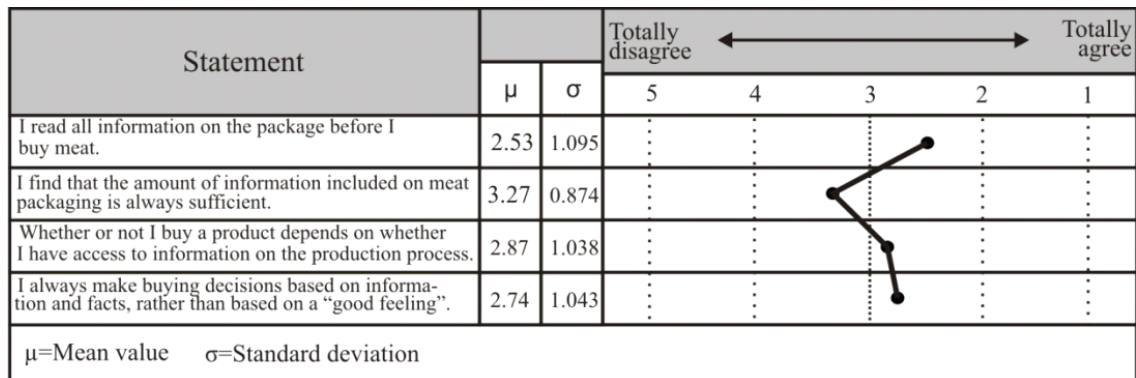 Statement
μ
σ
Totally
disagree
Totally
agree
5 4 3 2 1
I read all information on the package before I
buy meat.
2.53 1.095
I find that the amount of information included on meat
packaging is always sufficient.
3.27 0.874
Whether or not I buy a product depends on whether
I have access to information on the production process.
2.87 1.038
I always make buying decisions based on informa-
tion and facts, rather than based on a “good feeling”.
2.74 1.043
μ=Mean value σ=Standard deviation